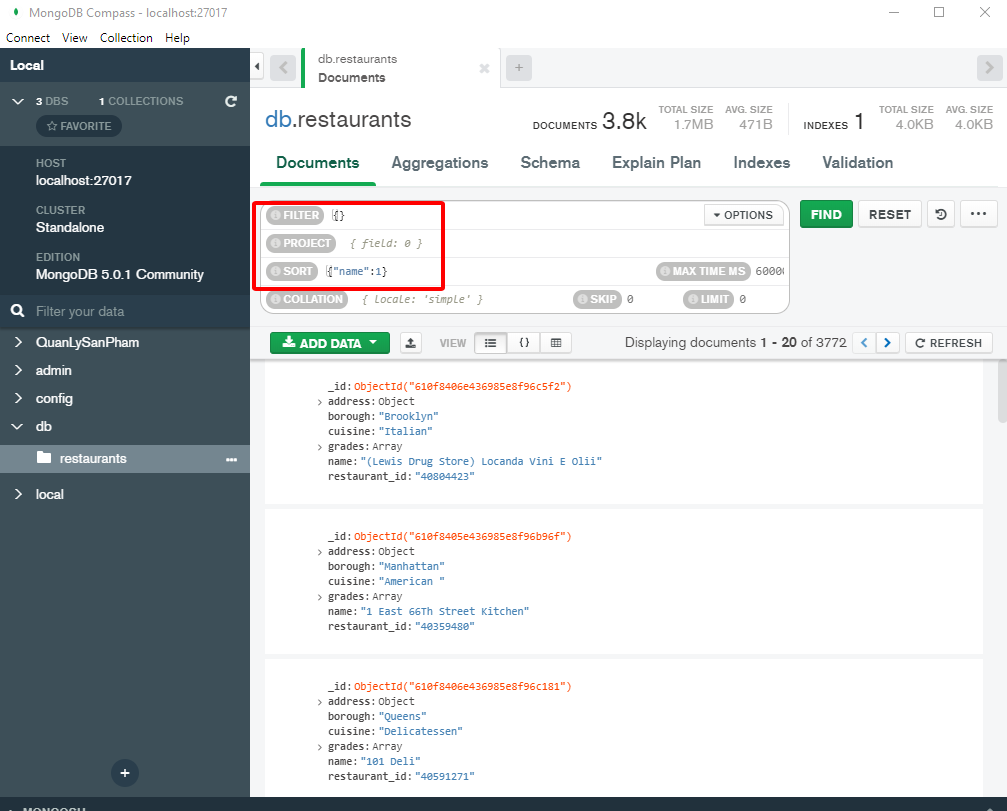 MongoDB Compass - localhost:27017
Connect View Collection Help
Local
3 DBS 1 COLLECTIONS
FAVORITE
HOST
localhost:27017
CLUSTER
Standalone
EDITION
MongoDB 5.0.1 Community
Filter your data
QuanLySanPham
admin
config
db
restaurants
local
db.restaurants
Documents
db.restaurants
DOCUMENTS 3.8k
TOTAL SIZE 1.7MB
AVG. SIZE 471B
INDEXES 1
TOTAL SIZE 4.0KB
AVG. SIZE 4.0KB
Documents Aggregations Schema Explain Plan Indexes Validation
FILTER {} OPTIONS FIND RESET
PROJECT { field: 0 }
SORT {"name":1} MAX TIME MS 60000
COLLATION { locale: 'simple' } SKIP 0 LIMIT 0
ADD DATA VIEW {} Displaying documents 1 - 20 of 3772 REFRESH
_id:ObjectId("610f8406e436985e8f96c5f2")
address:Object
borough:"Brooklyn"
cuisine:"Italian"
grades:Array
name:"(Lewis Drug Store) Locanda Vini E Olii"
restaurant_id:"40804423"
_id:ObjectId("610f8405e436985e8f96b96f")
address:Object
borough:"Manhattan"
cuisine:"American "
grades:Array
name:"1 East 66Th Street Kitchen"
restaurant_id:"40359480"
_id:ObjectId("610f8406e436985e8f96c181")
address:Object
borough:"Queens"
cuisine:"Delicatessen"
grades:Array
name:"101 Deli"
restaurant_id:"40591271"
MONGOSH